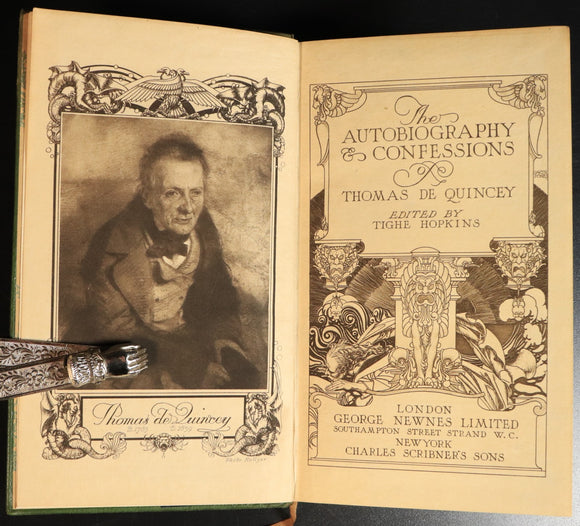 Thomas de Quincey
The
AUTOBIOGRAPHY
& CONFESSIONS
Of
THOMAS DE QUINCEY
EDITED BY
TIGHE HOPKINS
LONDON
GEORGE NEWNES LIMITED
SOUTHAMPTON STREET STRAND W.C.
NEW YORK
CHARLES SCRIBNER'S SONS